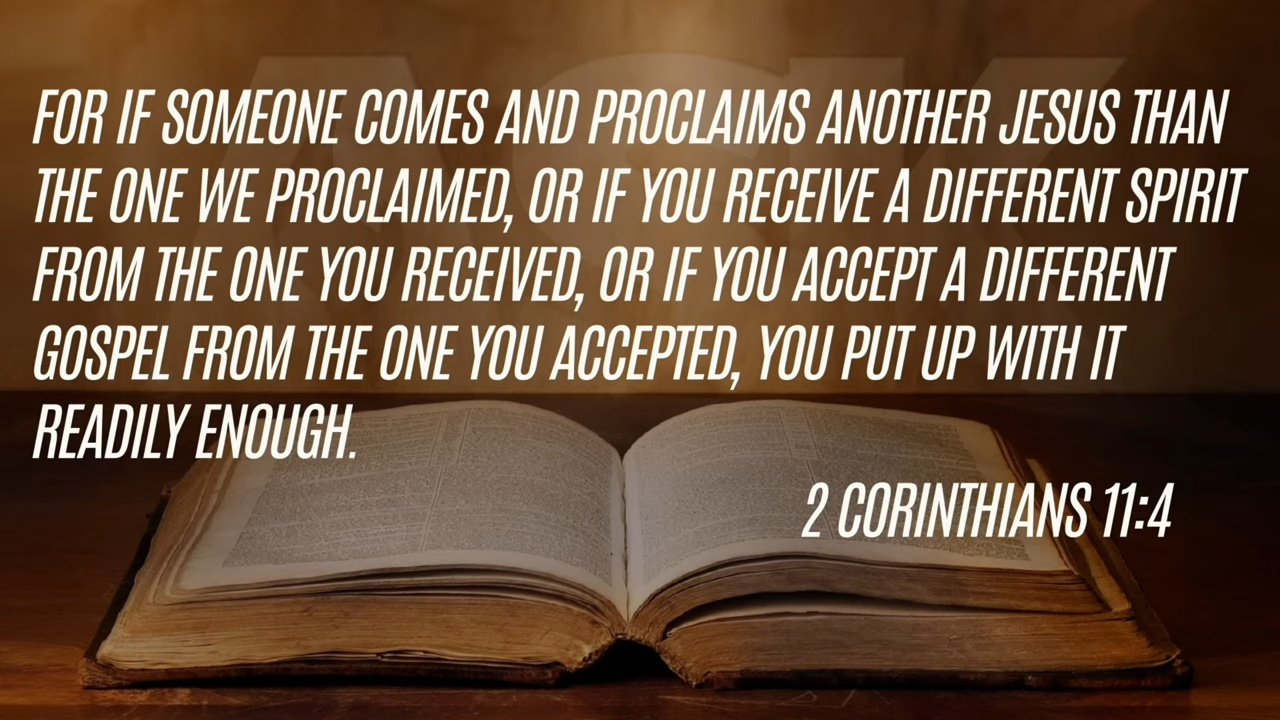 ASK
FOR IF SOMEONE COMES AND PROCLAIMS ANOTHER JESUS THAN
THE ONE WE PROCLAIMED, OR IF YOU RECEIVE A DIFFERENT SPIRIT
FROM THE ONE YOU RECEIVED, OR IF YOU ACCEPT A DIFFERENT
GOSPEL FROM THE ONE YOU ACCEPTED, YOU PUT UP WITH IT
READILY ENOUGH.
2 CORINTHIANS 11:4